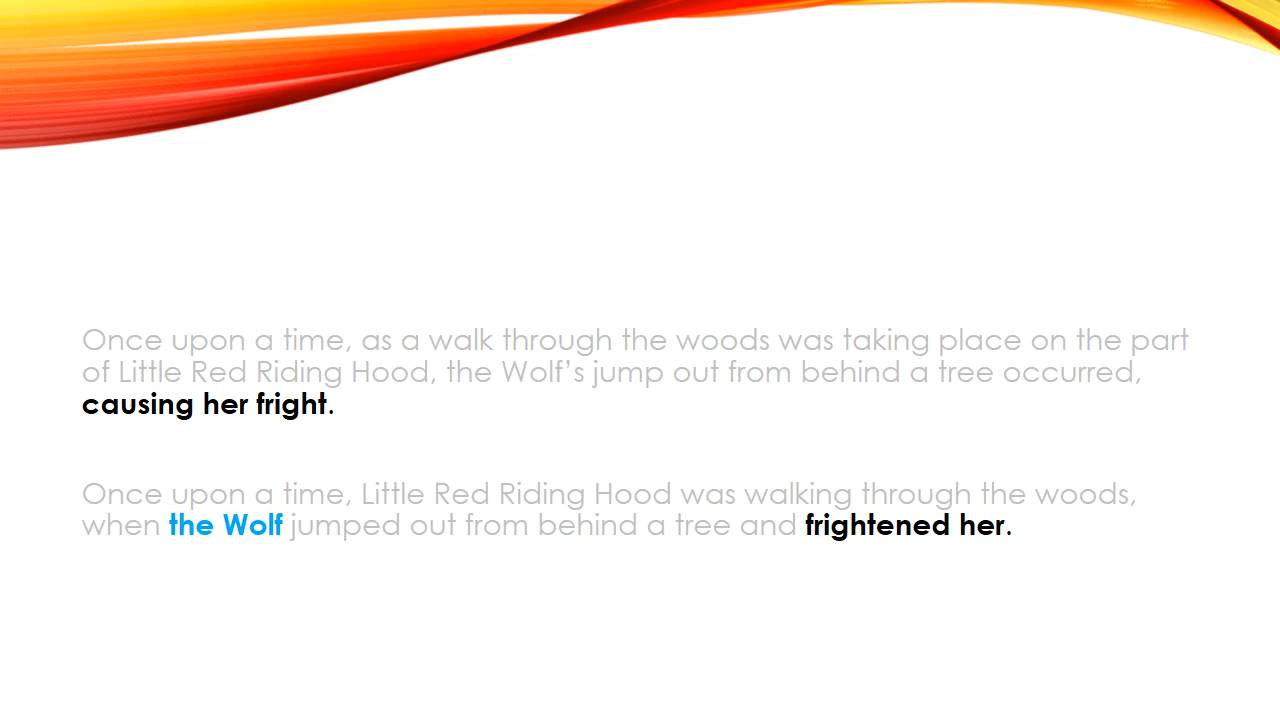 Once upon a time, as a walk through the woods was taking place on the part
of Little Red Riding Hood, the Wolf’s jump out from behind a tree occurred,
causing her fright.
Once upon a time, Little Red Riding Hood was walking through the woods,
when the Wolf jumped out from behind a tree and frightened her.